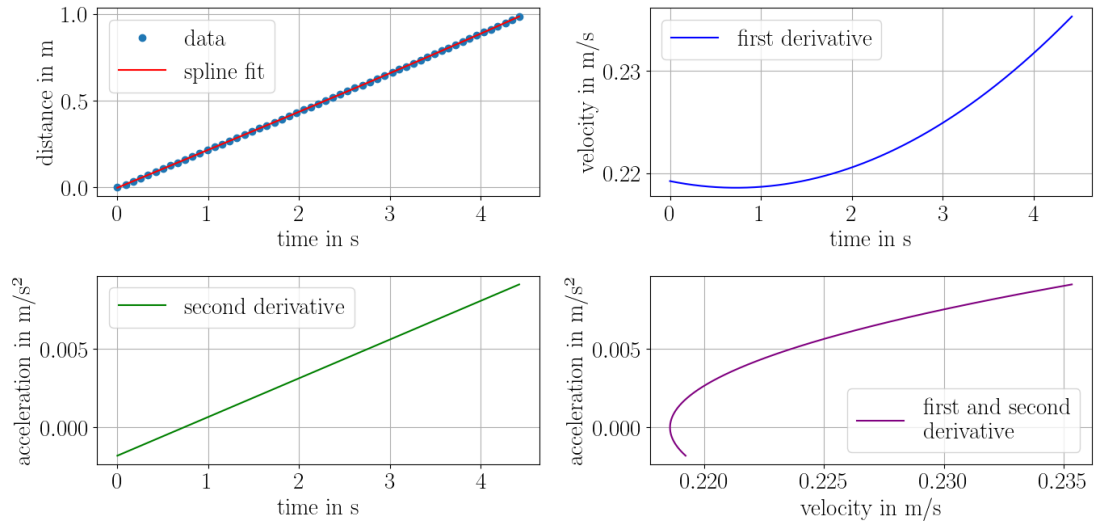 1.0
0.5
0.0
distance in m
data
spline fit
0 1 2 3 4
time in s
0.23
0.22
velocity in m/s
first derivative
0 1 2 3 4
time in s
0.005
0.000
acceleration in m/s²
second derivative
0 1 2 3 4
time in s
0.005
0.000
acceleration in m/s²
first and second
derivative
0.220 0.225 0.230 0.235
velocity in m/s